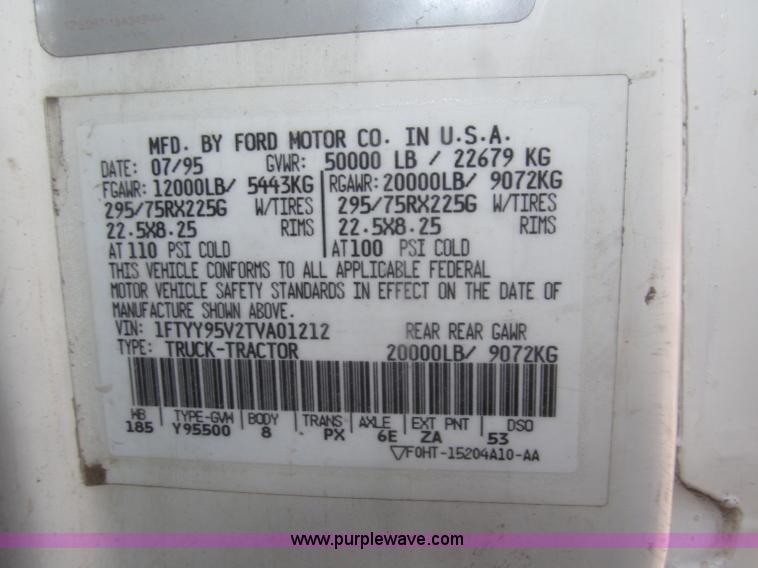 MFD. BY FORD MOTOR CO. IN U.S.A.
DATE: 07/95 GVWR: 50000 LB / 22679 KG
FGAWR: 12000LB/ 5443KG RGAWR: 20000LB/ 9072KG
295/75RX225G W/TIRES 295/75RX225G W/TIRES
22.5X8.25 RIMS 22.5X8.25 RIMS
AT 110 PSI COLD AT 100 PSI COLD
THIS VEHICLE CONFORMS TO ALL APPLICABLE FEDERAL
MOTOR VEHICLE SAFETY STANDARDS IN EFFECT ON THE DATE OF
MANUFACTURE SHOWN ABOVE.
VIN: 1FTYY95V2TVA01212 REAR REAR GAWR
TYPE: TRUCK-TRACTOR 20000LB/ 9072KG
WB TYPE-GVW BODY TRANS AXLE EXT PNT DSO
185 Y95500 8 PX 6E ZA 53
F0HT-15204A10-AA
www.purplewave.com